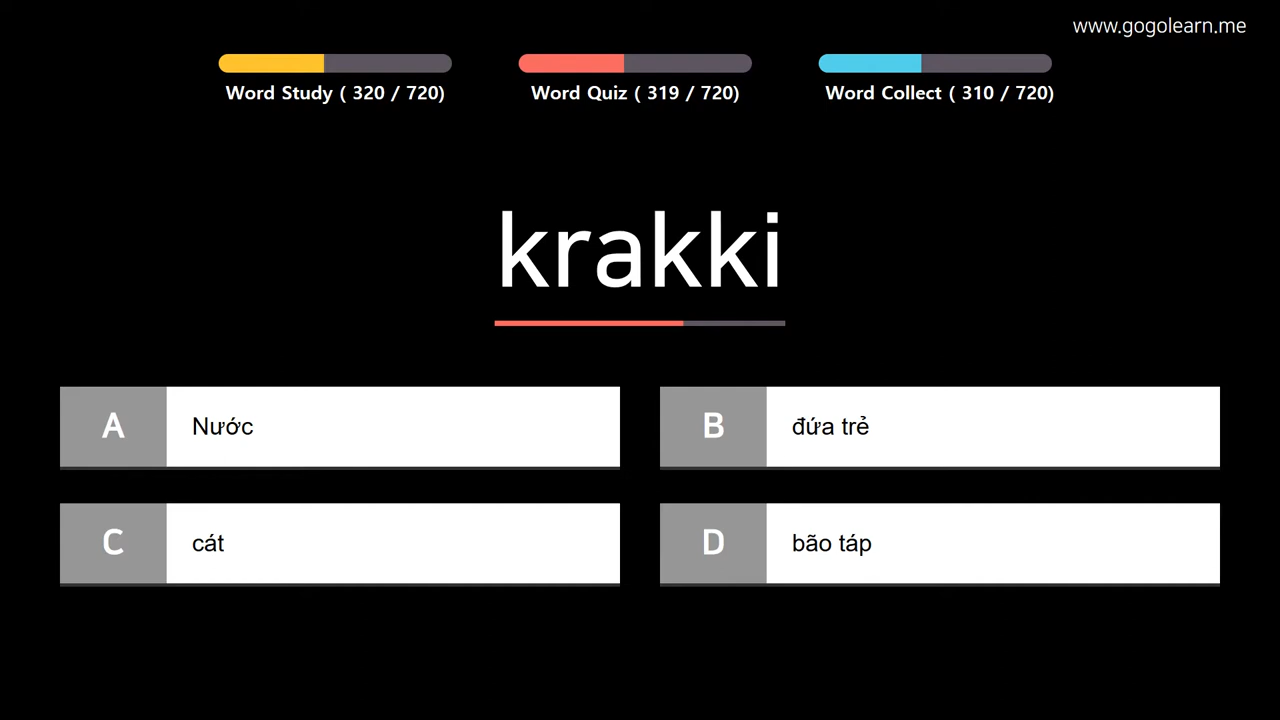 www.gogolearn.me
Word Study ( 320 / 720)
Word Quiz ( 319 / 720)
Word Collect ( 310 / 720)
krakki
A Nước
B đứa trẻ
C cát
D bão táp